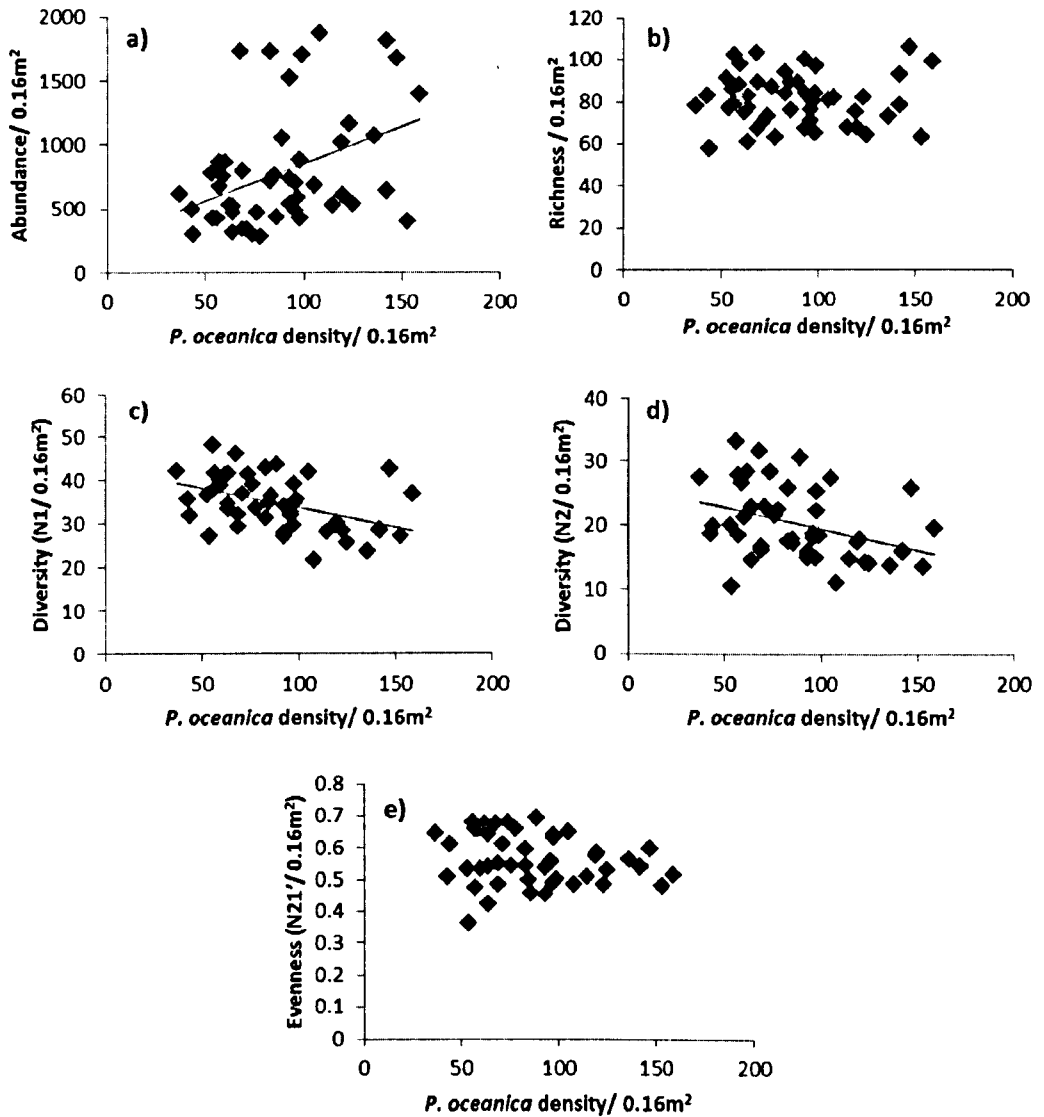 a)
Abundance/ 0.16m²
2000
1500
1000
500
0
0 50 100 150 200
P. oceanica density/ 0.16m²
b)
Richness / 0.16m²
120
100
80
60
40
20
0
0 50 100 150 200
P. oceanica density/ 0.16m²
c)
Diversity (N1/ 0.16m²)
60
50
40
30
20
10
0
0 50 100 150 200
P. oceanica density/ 0.16m²
d)
Diversity (N2/ 0.16m²)
40
30
20
10
0
0 50 100 150 200
P. oceanica density/ 0.16m²
e)
Evenness (N21'/ 0.16m²)
0.8
0.7
0.6
0.5
0.4
0.3
0.2
0.1
0
0 50 100 150 200
P. oceanica density/ 0.16m²